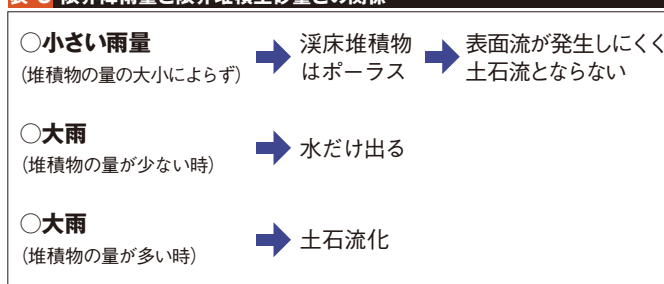 ○小さい雨量
(堆積物の量の大小によらず)
渓床堆積物
はポーラス
表面流が発生しにくく
土石流とならない
○大雨
(堆積物の量が少ない時)
水だけ出る
○大雨
(堆積物の量が多い時)
土石流化